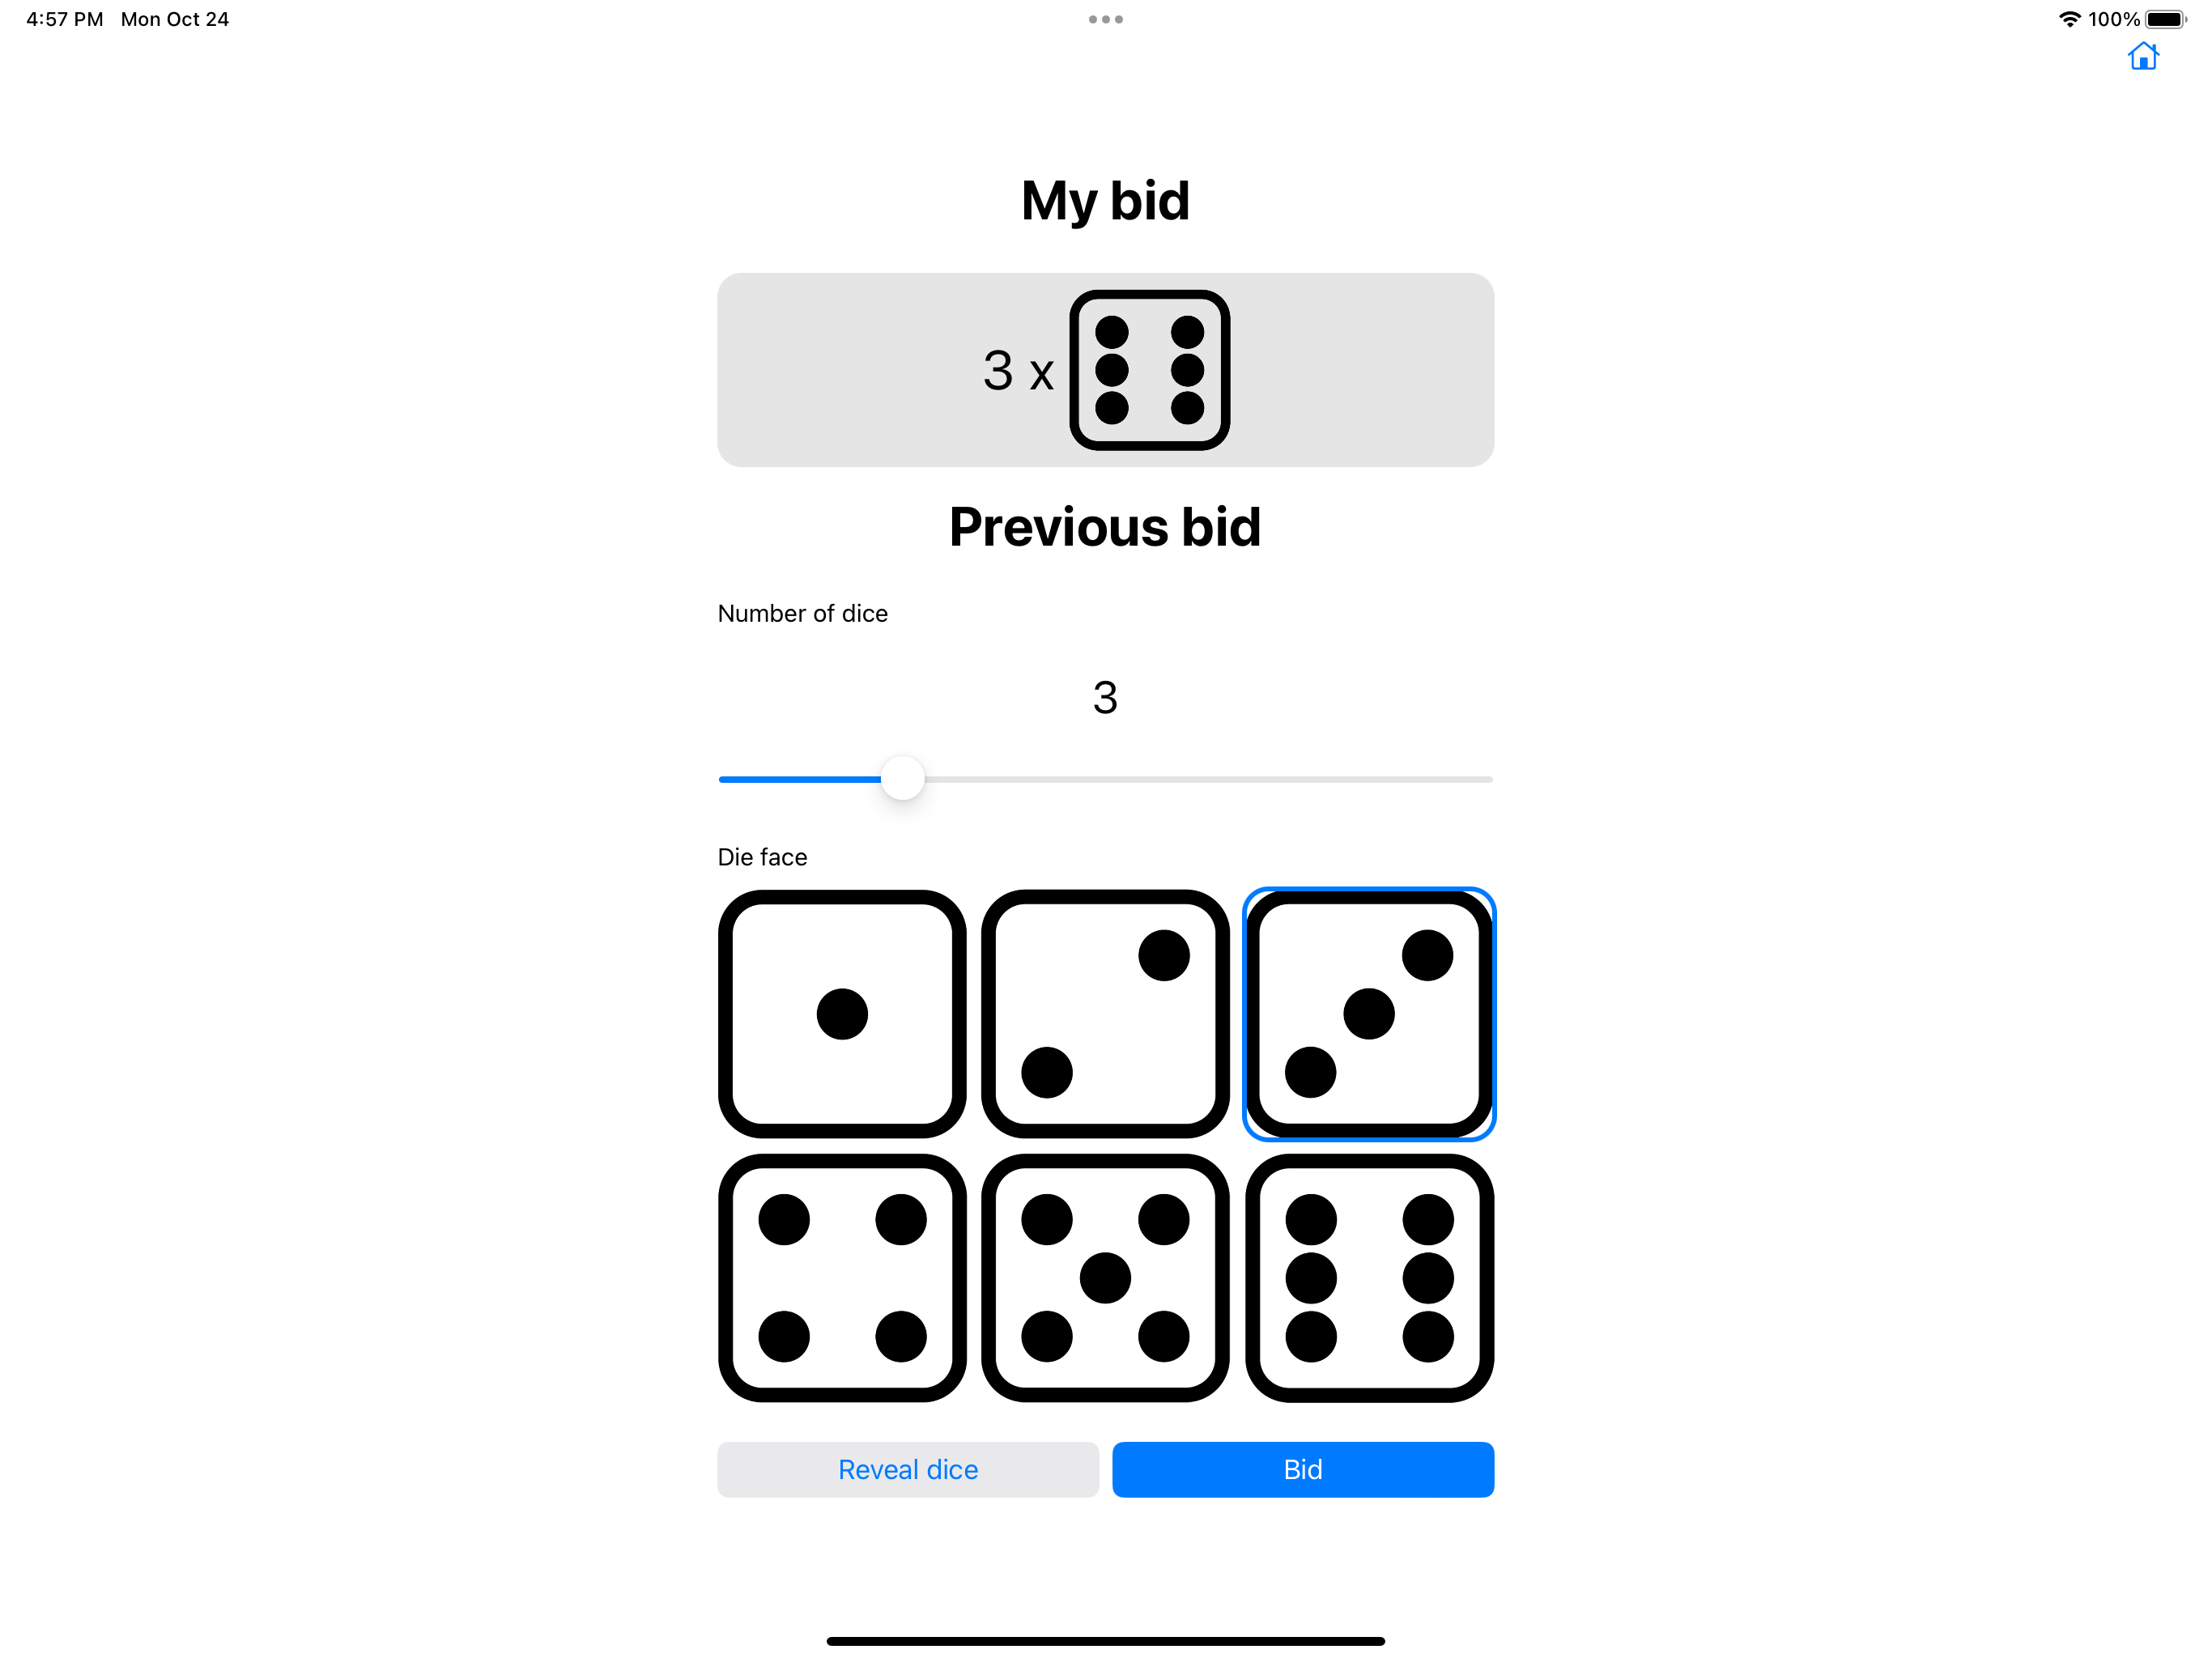 4:57 PM Mon Oct 24
100%
My bid
3 x
Previous bid
Number of dice
3
Die face
Reveal dice
Bid